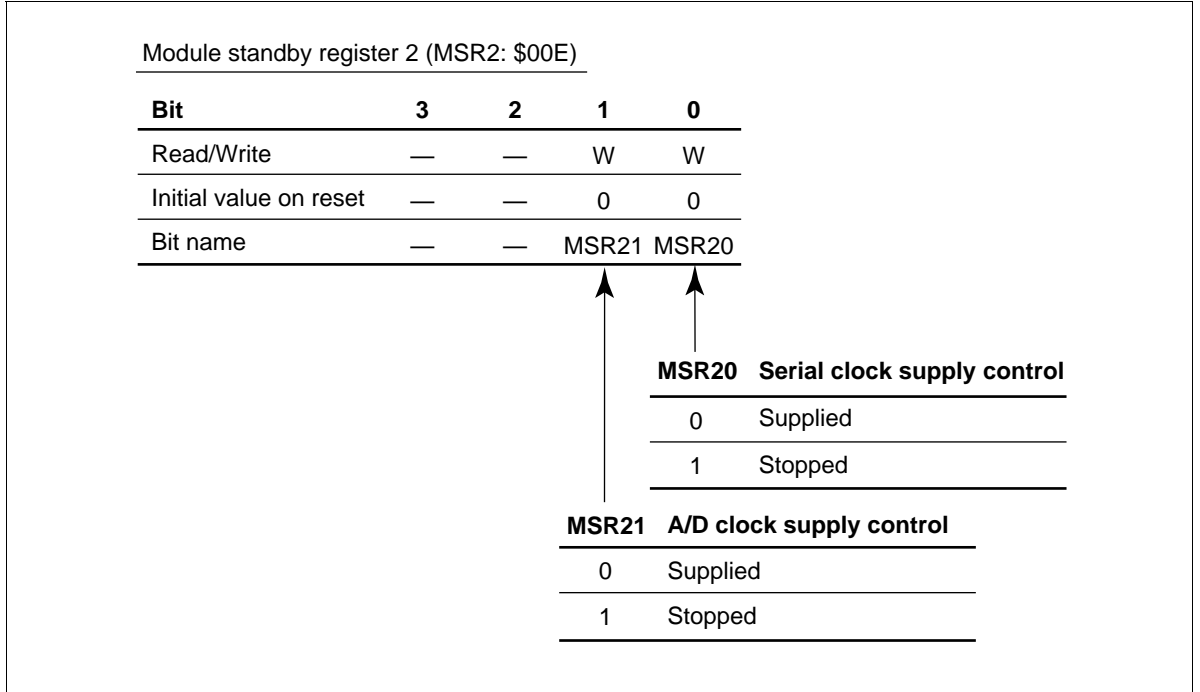 Module standby register 2 (MSR2: $00E)
Bit 3 2 1 0
Read/Write — — W W
Initial value on reset — — 0 0
Bit name — — MSR21 MSR20
MSR20 Serial clock supply control
0 Supplied
1 Stopped
MSR21 A/D clock supply control
0 Supplied
1 Stopped